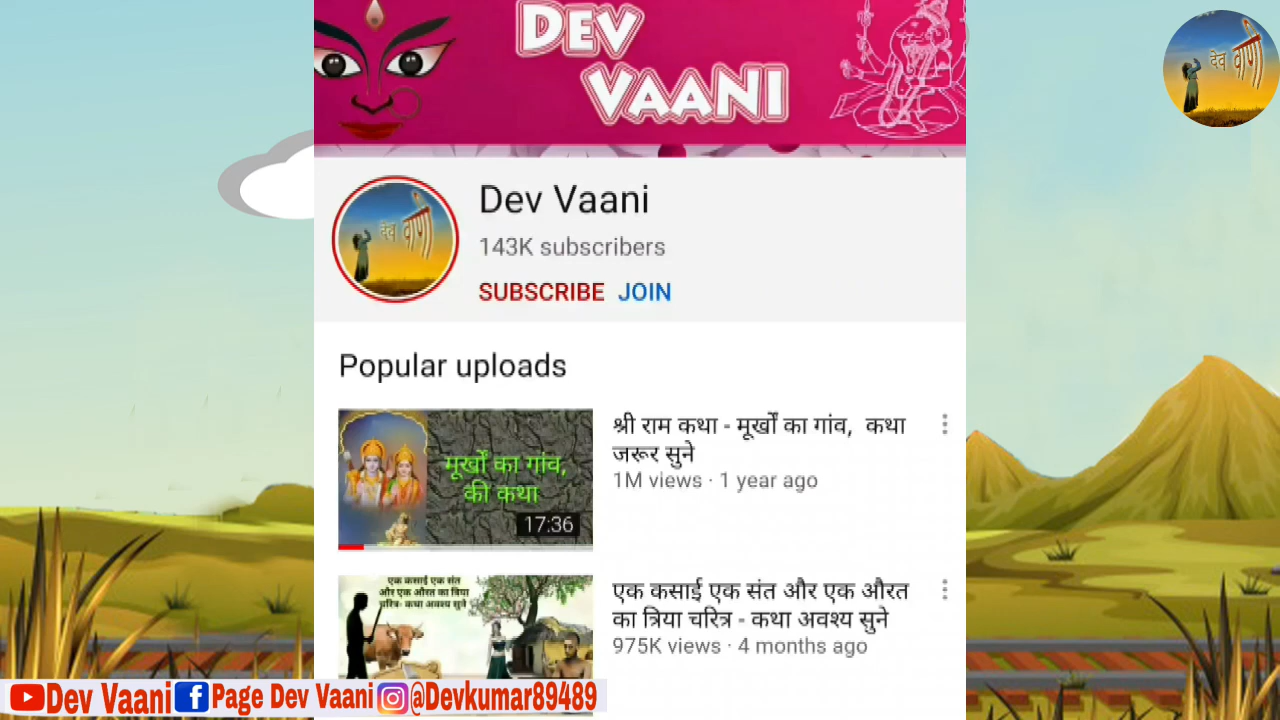 DEV
VAANI
देव वाणी
देव वाणी
Dev Vaani
143K subscribers
SUBSCRIBE JOIN
Popular uploads
मूर्खों का गांव,
की कथा
17:36
श्री राम कथा - मूर्खों का गांव, कथा
जरूर सुने
1M views · 1 year ago
एक कसाई एक संत
और एक औरत का त्रिया
चरित्र- कथा अवश्य सुने
एक कसाई एक संत और एक औरत
का त्रिया चरित्र - कथा अवश्य सुने
975K views · 4 months ago
Dev Vaani Page Dev Vaani @Devkumar89489